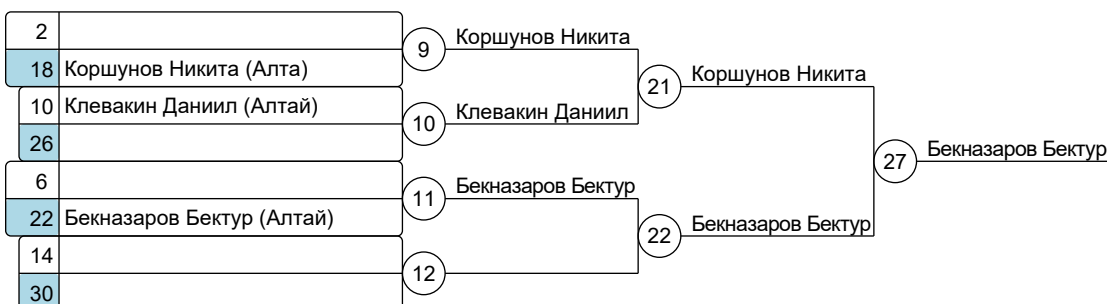 2
18 Коршунов Никита (Алта)
10 Клевакин Даниил (Алтай)
26
6
22 Бекназаров Бектур (Алтай)
14
30
9 Коршунов Никита
10 Клевакин Даниил
11 Бекназаров Бектур
12
21 Коршунов Никита
22 Бекназаров Бектур
27 Бекназаров Бектур